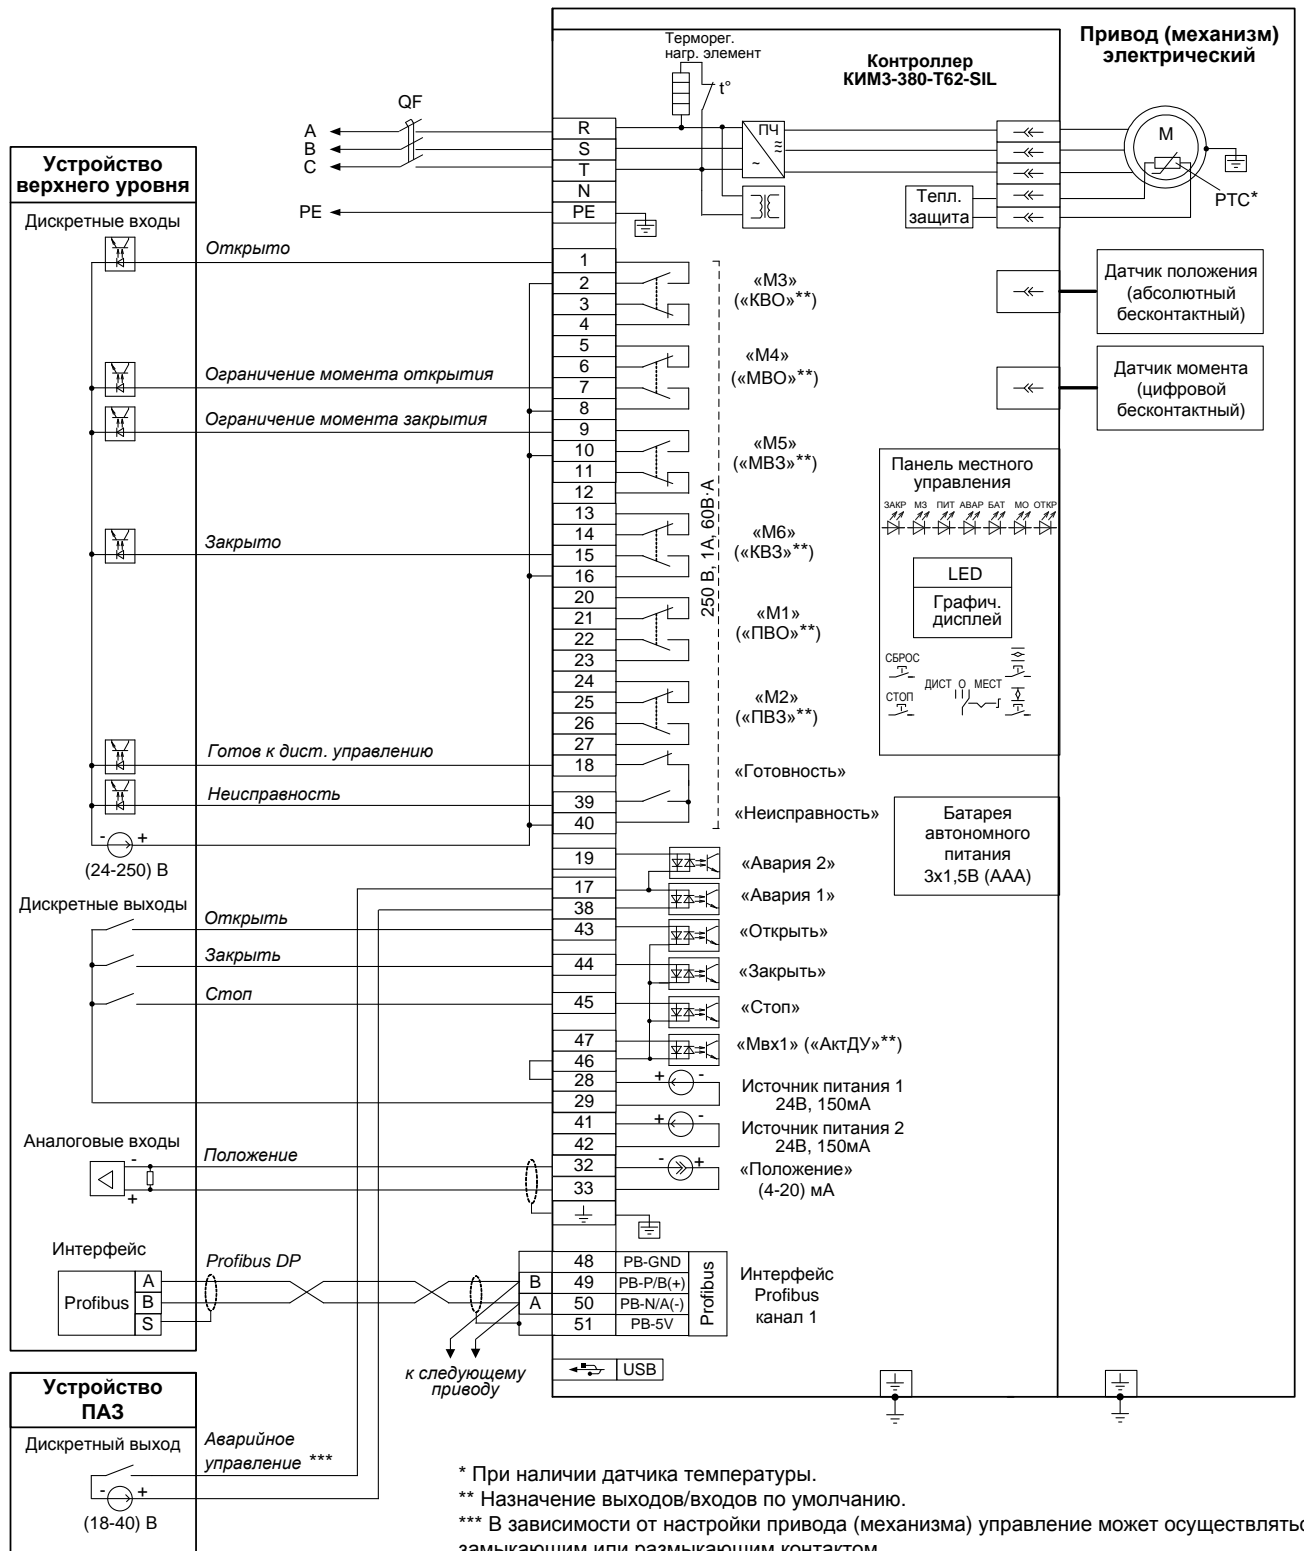 Привод (механизм)
электрический
Терморег.
нагр. элемент
t°
Контроллер
КИМ3-380-Т62-SIL
QF
A
B
C
PE
R
S
T
N
PE
ПЧ
≈
~
M
PTC*
Тепл.
защита
Устройство
верхнего уровня
Дискретные входы
Открыто
Ограничение момента открытия
Ограничение момента закрытия
Закрыто
Готов к дист. управлению
Неисправность
- +
(24-250) В
Дискретные выходы
Открыть
Закрыть
Стоп
Аналоговые входы
Положение
-
+
Интерфейс
Profibus DP
Profibus
A
B
S
1
2
3
4
5
6
7
8
9
10
11
12
13
14
15
16
20
21
22
23
24
25
26
27
18
39
40
19
17
38
43
44
45
47
46
28
29
41
42
32
33
48 PB-GND
B 49 PB-P/B(+)
A 50 PB-N/A(-)
51 PB-5V
Profibus
USB
к следующему
приводу
250 В, 1А, 60В·А
«М3»
(«КВО»**)
«М4»
(«МВО»**)
«М5»
(«МВЗ»**)
«М6»
(«КВЗ»**)
«М1»
(«ПВО»**)
«М2»
(«ПВЗ»**)
«Готовность»
«Неисправность»
«Авария 2»
«Авария 1»
«Открыть»
«Закрыть»
«Стоп»
«Мвх1» («АктДУ»**)
+ -
Источник питания 1
24В, 150мА
+ -
Источник питания 2
24В, 150мА
- +
«Положение»
(4-20) мА
Интерфейс
Profibus
канал 1
Датчик положения
(абсолютный
бесконтактный)
Датчик момента
(цифровой
бесконтактный)
Панель местного
управления
ЗАКР МЗ ПИТ АВАР БАТ МО ОТКР
LED
Графич.
дисплей
СБРОС
СТОП
ДИСТ О МЕСТ
Батарея
автономного
питания
3x1,5В (ААА)
Устройство
ПАЗ
Дискретный выход
Аварийное
управление ***
- +
(18-40) В
* При наличии датчика температуры.
** Назначение выходов/входов по умолчанию.
*** В зависимости от настройки привода (механизма) управление может осуществлятьс
замыкающим или размыкающим контактом